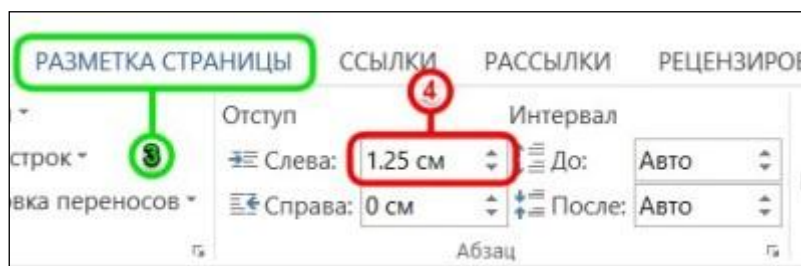 РАЗМЕТКА СТРАНИЦЫ ССЫЛКИ РАССЫЛКИ РЕЦЕНЗИРОВ
4
Отступ Интервал
строк 3 Слева: 1.25 см До: Авто
вка переносов Справа: 0 см После: Авто
Абзац